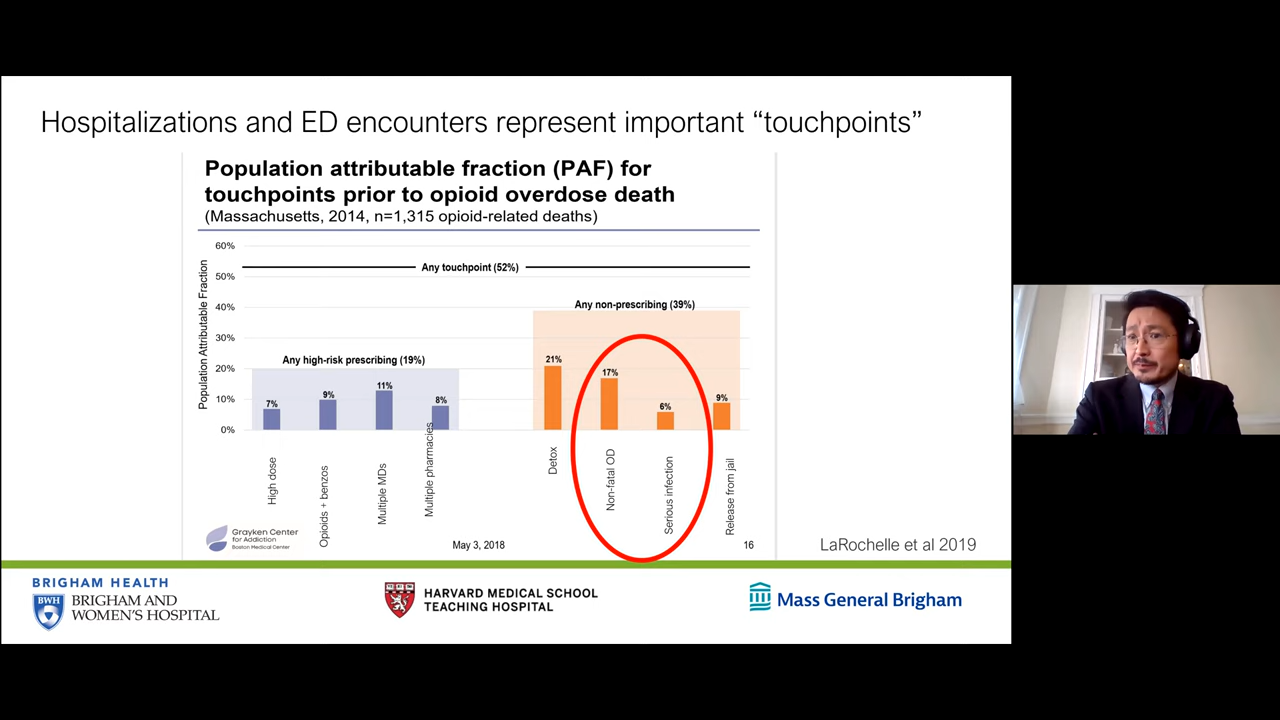 Hospitalizations and ED encounters represent important “touchpoints”
Population attributable fraction (PAF) for
touchpoints prior to opioid overdose death
(Massachusetts, 2014, n=1,315 opioid-related deaths)
Population Attributable Fraction
60%
50%
40%
30%
20%
10%
0%
Any touchpoint (52%)
Any high-risk prescribing (19%)
7%
9%
11%
8%
Any non-prescribing (39%)
21%
17%
6%
9%
High dose
Opioids + benzos
Multiple MDs
Multiple pharmacies
Detox
Non-fatal OD
Serious infection
Release from jail
Grayken Center
for Addiction
Boston Medical Center
May 3, 2018
16
LaRochelle et al 2019
BRIGHAM HEALTH
BWH
BRIGHAM AND
WOMEN’S HOSPITAL
HARVARD MEDICAL SCHOOL
TEACHING HOSPITAL
Mass General Brigham